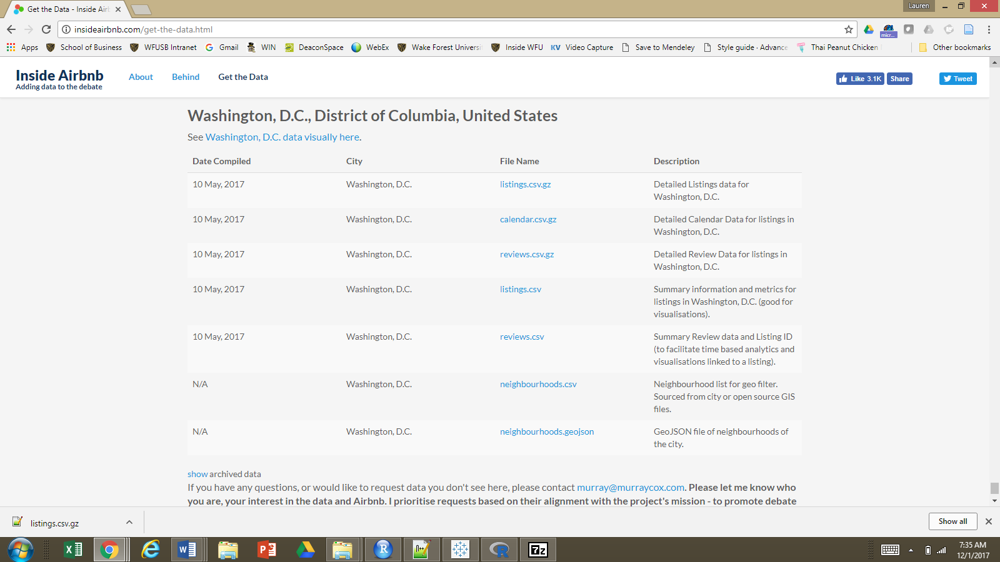 Get the Data - Inside Airb
Lauren
insideairbnb.com/get-the-data.html
Apps School of Business WFUSB Intranet Gmail WIN DeaconSpace WebEx Wake Forest Universi Inside WFU KV Video Capture Save to Mendeley Style guide · Advance Thai Peanut Chicken Other bookmarks
Inside Airbnb
Adding data to the debate
About Behind Get the Data
Like 3.1K Share Tweet
Washington, D.C., District of Columbia, United States
See Washington, D.C. data visually here.
Date Compiled City File Name Description
10 May, 2017 Washington, D.C. listings.csv.gz Detailed Listings data for
Washington, D.C.
10 May, 2017 Washington, D.C. calendar.csv.gz Detailed Calendar Data for listings in
Washington, D.C.
10 May, 2017 Washington, D.C. reviews.csv.gz Detailed Review Data for listings in
Washington, D.C.
10 May, 2017 Washington, D.C. listings.csv Summary information and metrics for
listings in Washington, D.C. (good for
visualisations).
10 May, 2017 Washington, D.C. reviews.csv Summary Review data and Listing ID
(to facilitate time based analytics and
visualisations linked to a listing).
N/A Washington, D.C. neighbourhoods.csv Neighbourhood list for geo filter.
Sourced from city or open source GIS
files.
N/A Washington, D.C. neighbourhoods.geojson GeoJSON file of neighbourhoods of
the city.
show archived data
If you have any questions, or would like to request data you don't see here, please contact murray@murraycox.com. Please let me know who
you are, your interest in the data and Airbnb. I prioritise requests based on their alignment with the project's mission - to promote debate
listings.csv.gz
Show all
7:35 AM
12/1/2017